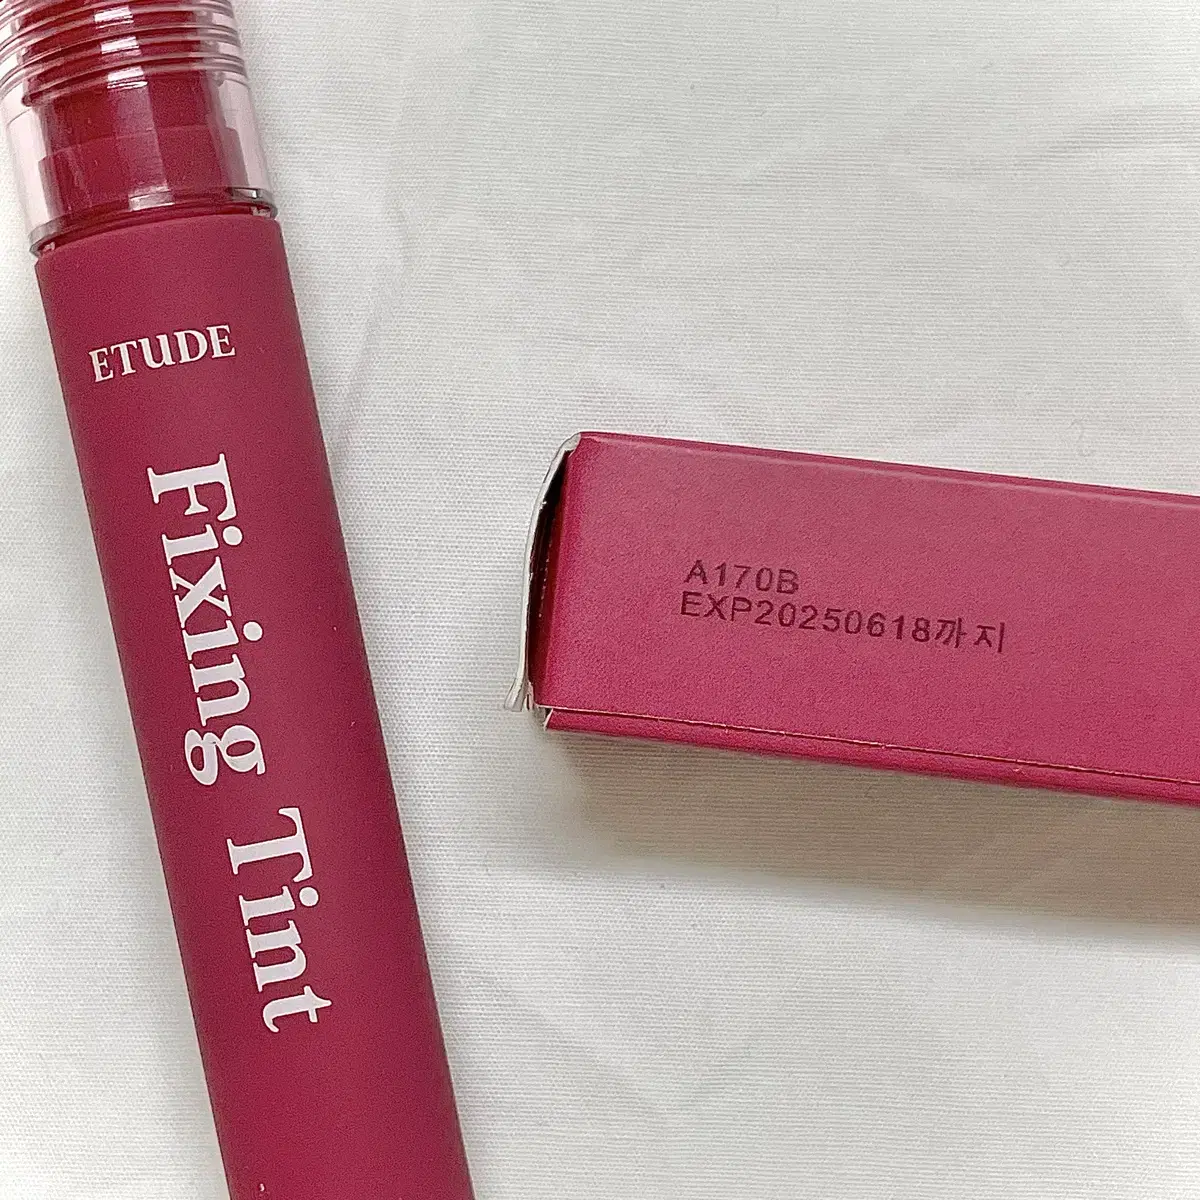 ETUDE
Fixing Tint
A170B
EXP20250618까지